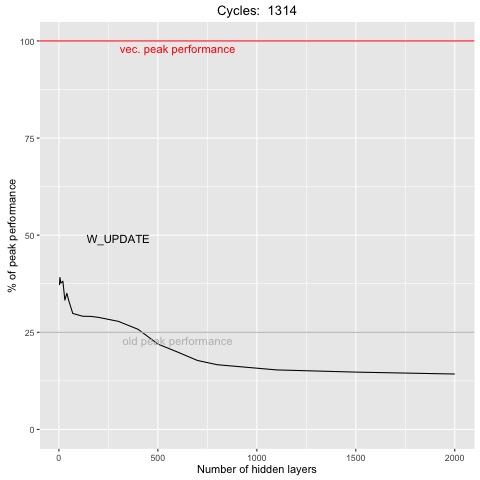 Cycles:  1314
100
vec. peak performance
75
% of peak performance
50
W_UPDATE
25
old peak performance
0
0
500
1000
1500
2000
Number of hidden layers